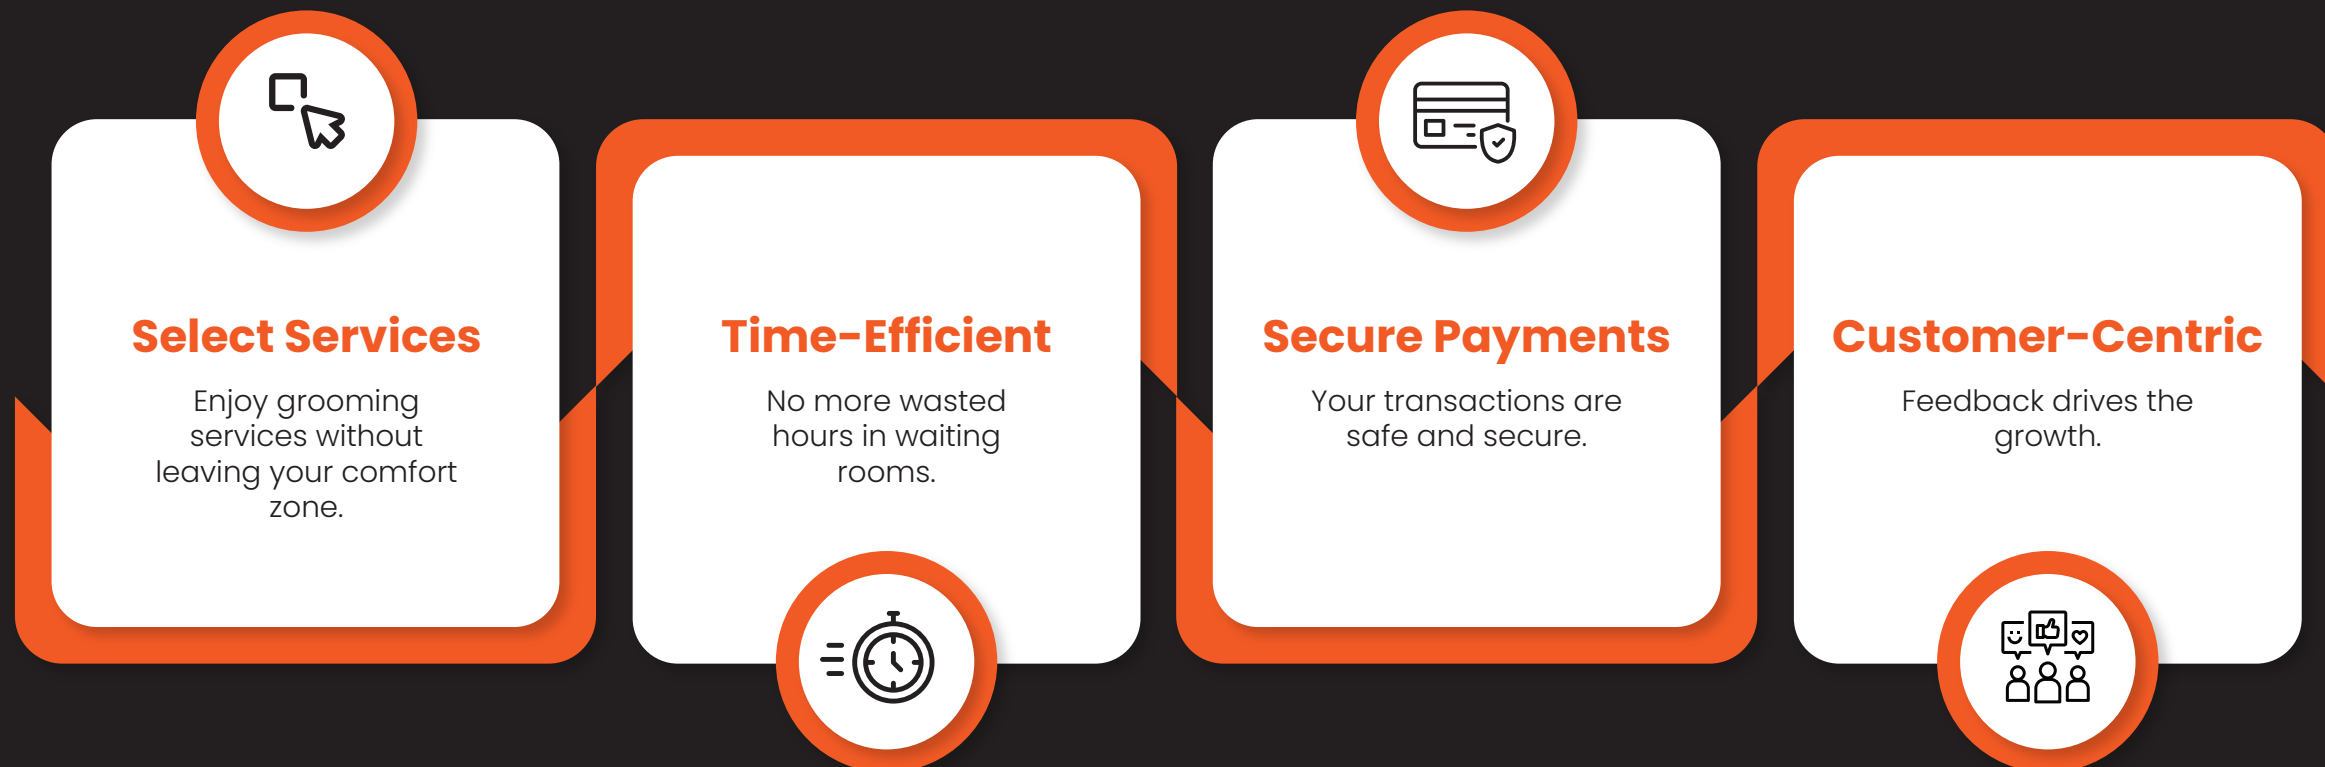 Select Services
Enjoy grooming
services without
leaving your comfort
zone.
Time-Efficient
No more wasted
hours in waiting
rooms.
Secure Payments
Your transactions are
safe and secure.
Customer-Centric
Feedback drives the
growth.